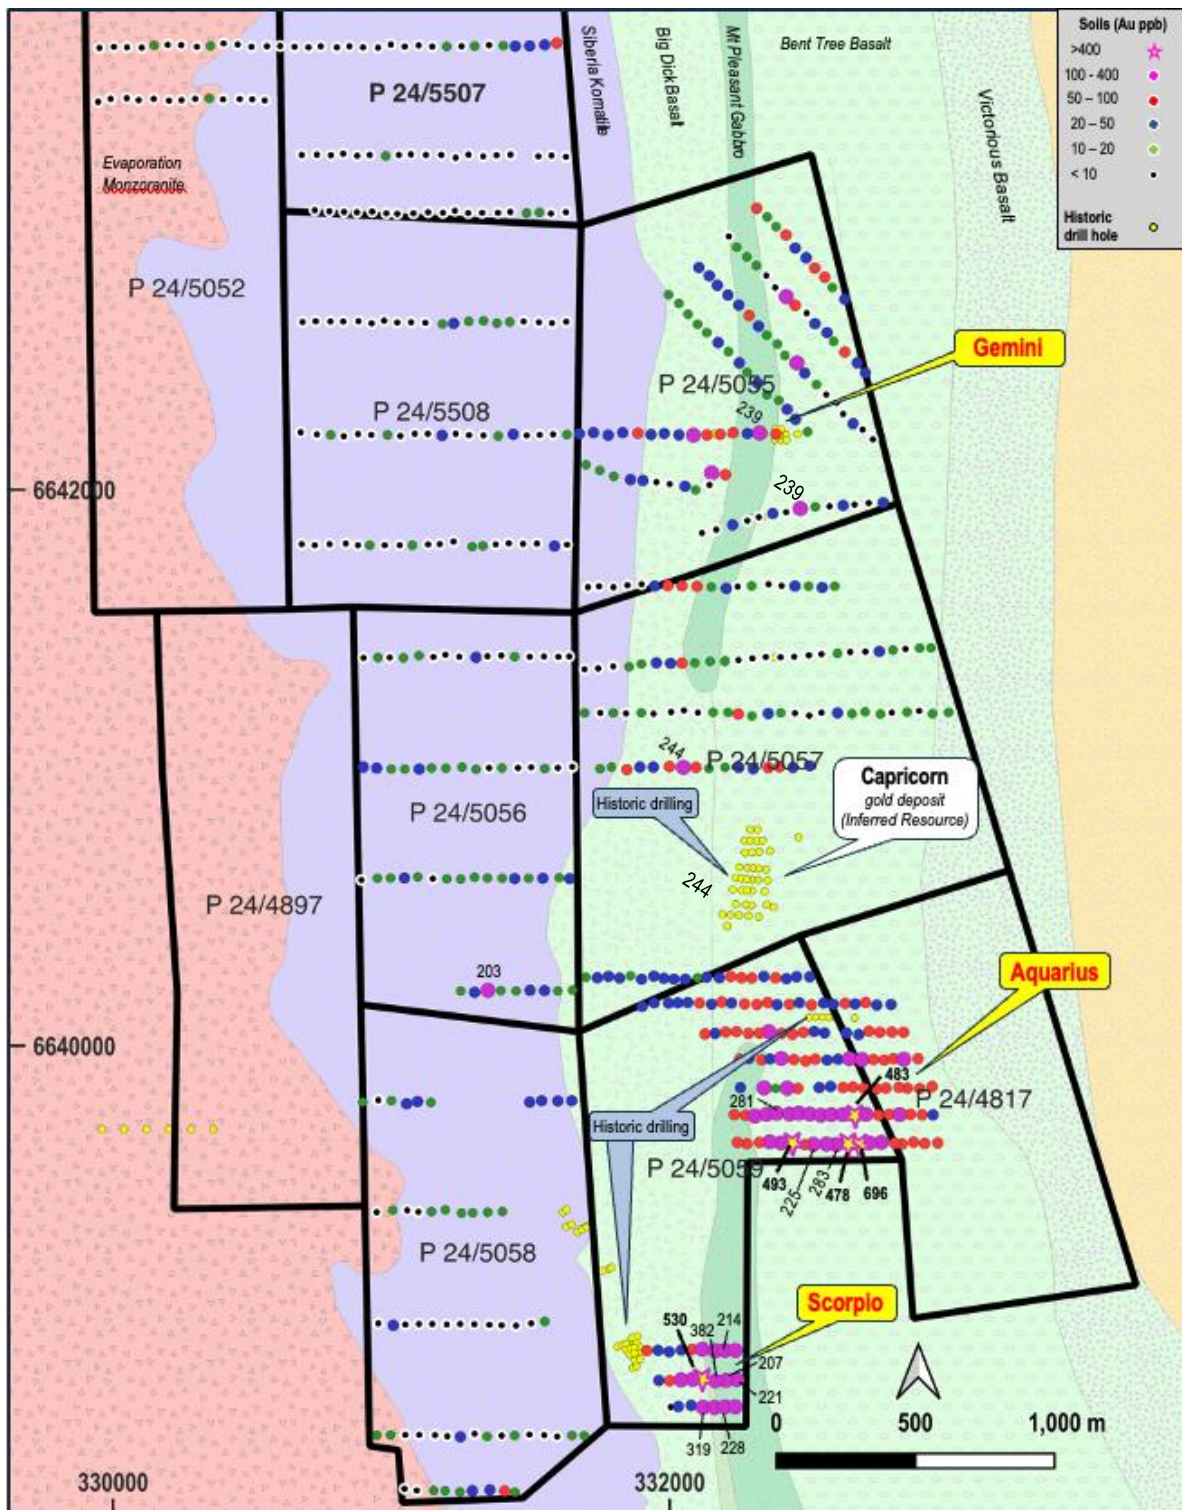 Soils (Au ppb)
>400
100 - 400
50 – 100
20 – 50
10 – 20
< 10
Historic
drill hole
Siberia Komatiite
Big Dick Basalt
Mt Pleasant Gabbro
Bent Tree Basalt
Victorious Basalt
P 24/5507
Evaporation
Monzoranite
P 24/5052
Gemini
P 24/5055
P 24/5508
239
6642000
239
244
P 24/5057
Capricorn
gold deposit
(Inferred Resource)
Historic drilling
P 24/5056
244
P 24/4897
203
Aquarius
6640000
483
281
P 24/4817
Historic drilling
P 24/5059
493
225
283
478
696
P 24/5058
Scorpio
530
382
214
207
221
319
228
0
500
1,000 m
330000
332000